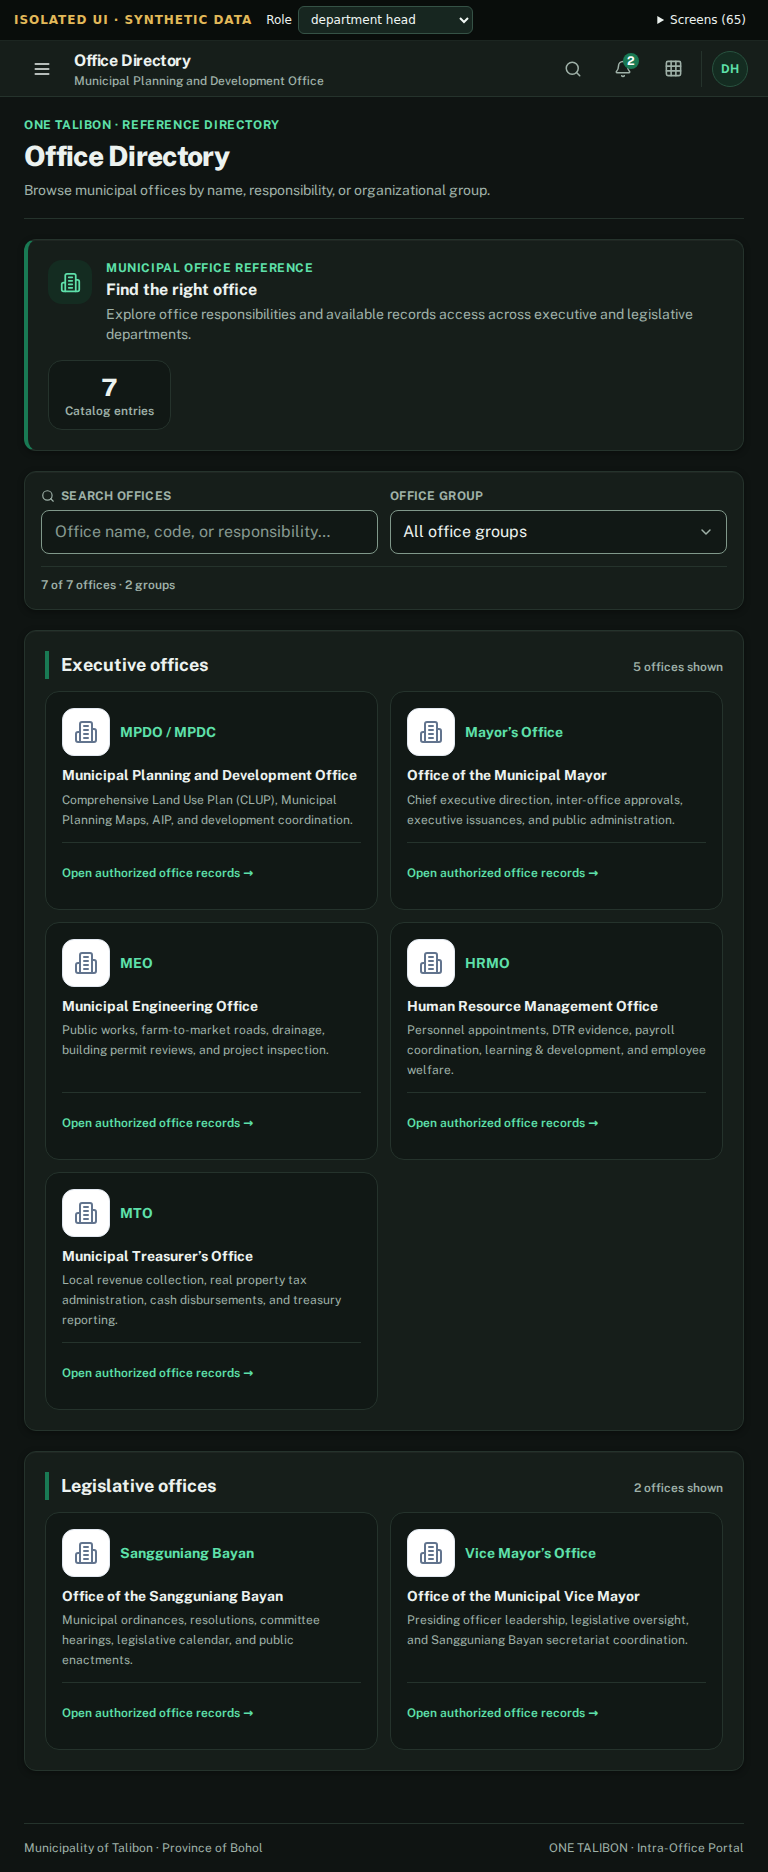 ISOLATED UI · SYNTHETIC DATA Role department head Screens (65)
Office Directory
Municipal Planning and Development Office
2
DH
ONE TALIBON · REFERENCE DIRECTORY
Office Directory
Browse municipal offices by name, responsibility, or organizational group.
MUNICIPAL OFFICE REFERENCE
Find the right office
Explore office responsibilities and available records access across executive and legislative
departments.
7
Catalog entries
SEARCH OFFICES
Office name, code, or responsibility...
OFFICE GROUP
All office groups
7 of 7 offices · 2 groups
Executive offices
5 offices shown
MPDO / MPDC
Municipal Planning and Development Office
Comprehensive Land Use Plan (CLUP), Municipal
Planning Maps, AIP, and development coordination.
Open authorized office records →
Mayor's Office
Office of the Municipal Mayor
Chief executive direction, inter-office approvals,
executive issuances, and public administration.
Open authorized office records →
MEO
Municipal Engineering Office
Public works, farm-to-market roads, drainage,
building permit reviews, and project inspection.
Open authorized office records →
HRMO
Human Resource Management Office
Personnel appointments, DTR evidence, payroll
coordination, learning & development, and employee
welfare.
Open authorized office records →
MTO
Municipal Treasurer's Office
Local revenue collection, real property tax
administration, cash disbursements, and treasury
reporting.
Open authorized office records →
Legislative offices
2 offices shown
Sangguniang Bayan
Office of the Sangguniang Bayan
Municipal ordinances, resolutions, committee
hearings, legislative calendar, and public
enactments.
Open authorized office records →
Vice Mayor's Office
Office of the Municipal Vice Mayor
Presiding officer leadership, legislative oversight,
and Sangguniang Bayan secretariat coordination.
Open authorized office records →
Municipality of Talibon · Province of Bohol
ONE TALIBON · Intra-Office Portal